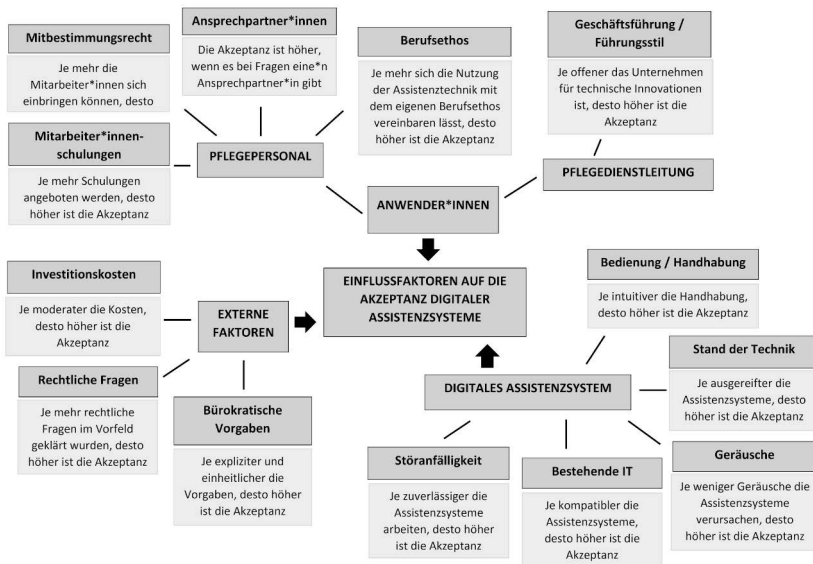 Mitbestimmungsrecht
Je mehr die
Mitarbeiter*innen sich
einbringen können, desto
Ansprechpartner*innen
Die Akzeptanz ist höher,
wenn es bei Fragen eine*n
Ansprechpartner*in gibt
Berufsethos
Je mehr sich die Nutzung
der Assistenztechnik mit
dem eigenen Berufsethos
vereinbaren lässt, desto
höher ist die Akzeptanz
Geschäftsführung /
Führungsstil
Je offener das Unternehmen
für technische Innovationen
ist, desto höher ist die
Akzeptanz
Mitarbeiter*innen-
schulungen
Je mehr Schulungen
angeboten werden, desto
höher ist die Akzeptanz
PFLEGEPERSONAL
PFLEGEDIENSTLEITUNG
ANWENDER*INNEN
EINFLUSSFAKTOREN AUF DIE
AKZEPTANZ DIGITALER
ASSISTENZSYSTEME
Investitionskosten
Je moderater die Kosten,
desto höher ist die
Akzeptanz
EXTERNE
FAKTOREN
Rechtliche Fragen
Je mehr rechtliche
Fragen im Vorfeld
geklärt wurden, desto
höher ist die Akzeptanz
Bürokratische
Vorgaben
Je expliziter und
einheitlicher die
Vorgaben, desto höher
ist die Akzeptanz
Bedienung / Handhabung
Je intuitiver die Handhabung,
desto höher ist die Akzeptanz
DIGITALES ASSISTENZSYSTEM
Stand der Technik
Je ausgereifter die
Assistenzsysteme, desto
höher ist die Akzeptanz
Störanfälligkeit
Je zuverlässiger die
Assistenzsysteme
arbeiten, desto höher
ist die Akzeptanz
Bestehende IT
Je kompatibler die
Assistenzsysteme,
desto höher ist die
Akzeptanz
Geräusche
Je weniger Geräusche die
Assistenzsysteme
verursachen, desto
höher ist die Akzeptanz